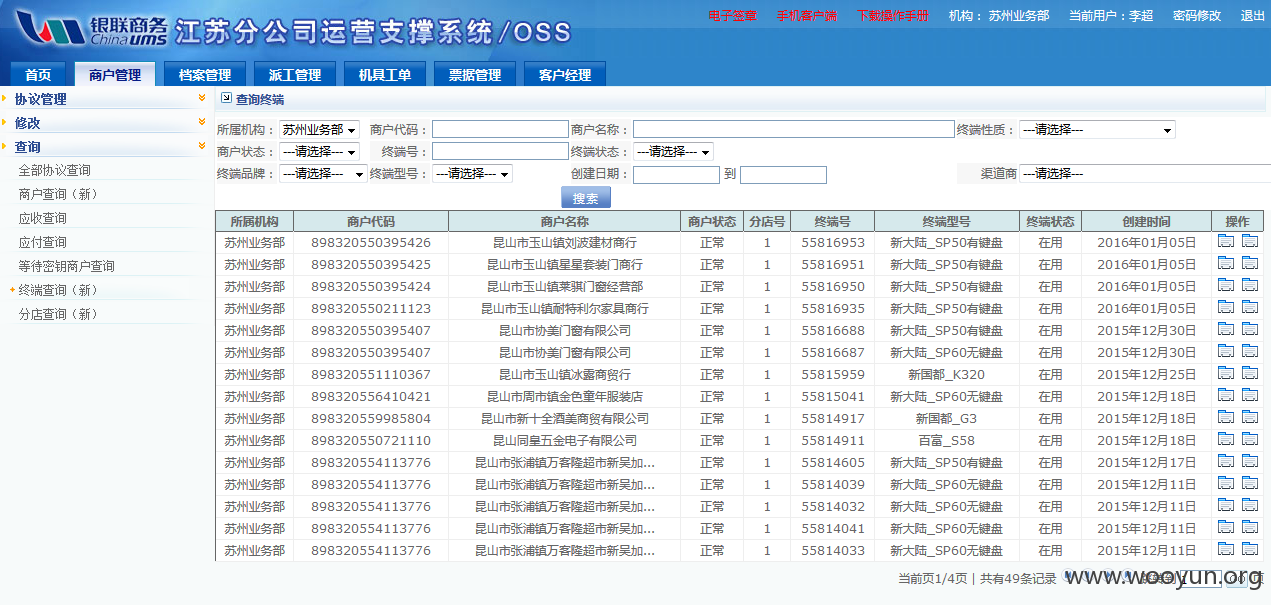 银联商务 China ums 江苏分公司运营支撑系统/OSS
电子签章 手机客户端 下载操作手册 机构： 苏州业务部 当前用户：李超 密码修改 退出
首页 商户管理 档案管理 派工管理 机具工单 票据管理 客户经理
协议管理
修改
查询
全部协议查询
商户查询（新）
应收查询
应付查询
等待密钥商户查询
终端查询（新）
分店查询（新）
查询终端
所属机构： 苏州业务部 商户代码： 商户名称： 终端性质： ---请选择---
商户状态： ---请选择--- 终端号： 终端状态： ---请选择---
终端品牌： ---请选择--- 终端型号： ---请选择--- 创建日期： 到 渠道商 ---请选择---
搜索
所属机构 商户代码 商户名称 商户状态 分店号 终端号 终端型号 终端状态 创建时间 操作
苏州业务部 898320550395426 昆山市玉山镇刘波建材商行 正常 1 55816953 新大陆_SP50有键盘 在用 2016年01月05日
苏州业务部 898320550395425 昆山市玉山镇星星套装门商行 正常 1 55816951 新大陆_SP50有键盘 在用 2016年01月05日
苏州业务部 898320550395424 昆山市玉山镇莱骐门窗经营部 正常 1 55816950 新大陆_SP50有键盘 在用 2016年01月05日
苏州业务部 898320550211123 昆山市玉山镇耐特利尔家具商行 正常 1 55816935 新大陆_SP50有键盘 在用 2016年01月05日
苏州业务部 898320550395407 昆山市协美门窗有限公司 正常 1 55816688 新大陆_SP50有键盘 在用 2015年12月30日
苏州业务部 898320550395407 昆山市协美门窗有限公司 正常 1 55816687 新大陆_SP60无键盘 在用 2015年12月30日
苏州业务部 898320551110367 昆山市玉山镇冰露商贸行 正常 1 55815959 新国都_K320 在用 2015年12月25日
苏州业务部 898320556410421 昆山市周市镇金色童年服装店 正常 1 55815041 新大陆_SP60无键盘 在用 2015年12月18日
苏州业务部 898320559985804 昆山市新十全酒美商贸有限公司 正常 1 55814917 新国都_G3 在用 2015年12月18日
苏州业务部 898320550721110 昆山同皇五金电子有限公司 正常 1 55814911 百富_S58 在用 2015年12月18日
苏州业务部 898320554113776 昆山市张浦镇万客隆超市新吴加... 正常 1 55814605 新大陆_SP50有键盘 在用 2015年12月17日
苏州业务部 898320554113776 昆山市张浦镇万客隆超市新吴加... 正常 1 55814039 新大陆_SP60无键盘 在用 2015年12月11日
苏州业务部 898320554113776 昆山市张浦镇万客隆超市新吴加... 正常 1 55814032 新大陆_SP60无键盘 在用 2015年12月11日
苏州业务部 898320554113776 昆山市张浦镇万客隆超市新吴加... 正常 1 55814041 新大陆_SP60无键盘 在用 2015年12月11日
苏州业务部 898320554113776 昆山市张浦镇万客隆超市新吴加... 正常 1 55814033 新大陆_SP60无键盘 在用 2015年12月11日
当前页1/4页 | 共有49条记录
www.wooyun.org